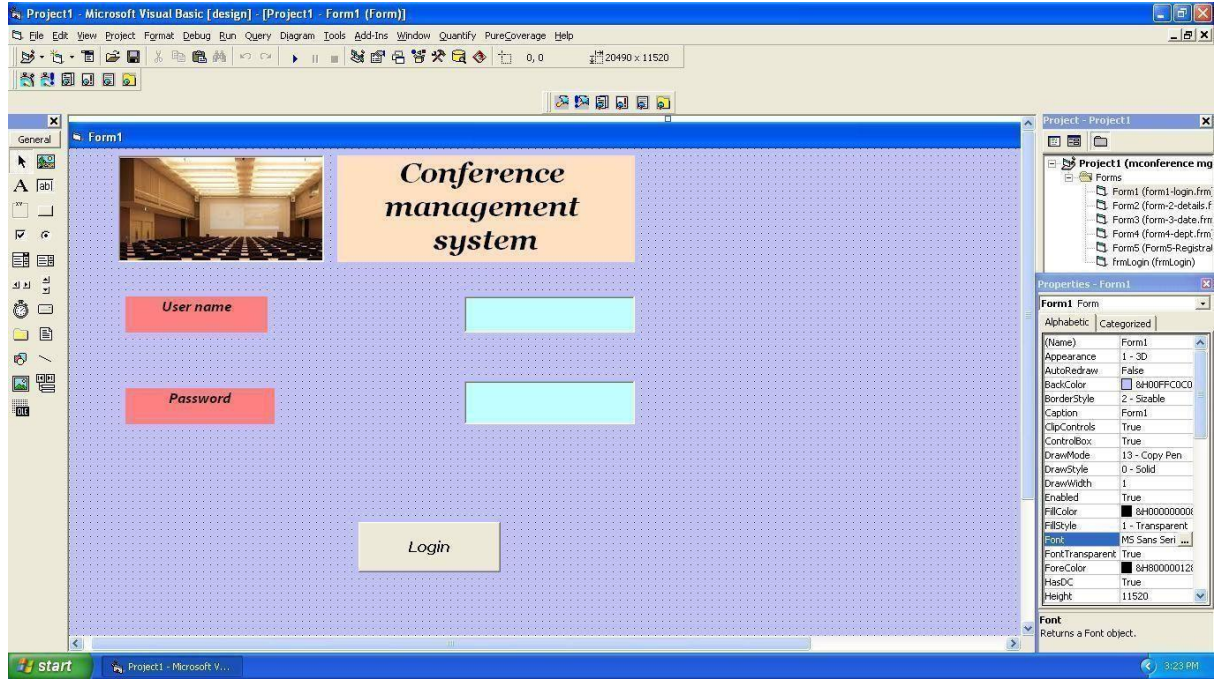 Project1 - Microsoft Visual Basic [design] - [Project1 - Form1 (Form)]
File Edit View Project Format Debug Run Query Diagram Tools Add-Ins Window Quantify PureCoverage Help
0, 0 20490 x 11520
General
Form1
Conference
management
system
User name
Password
Login
Project - Project1
Project1 (mconference mg
Forms
Form1 (form1-login.frm)
Form2 (form-2-details.f
Form3 (form-3-date.frm
Form4 (form4-dept.frm)
Form5 (Form5-Registrat
frmLogin (frmLogin)
Properties - Form1
Form1 Form
Alphabetic Categorized
(Name) Form1
Appearance 1 - 3D
AutoRedraw False
BackColor &H00FFC0C0
BorderStyle 2 - Sizable
Caption Form1
ClipControls True
ControlBox True
DrawMode 13 - Copy Pen
DrawStyle 0 - Solid
DrawWidth 1
Enabled True
FillColor &H00000000&
FillStyle 1 - Transparent
Font MS Sans Seri ...
FontTransparent True
ForeColor &H80000012&
HasDC True
Height 11520
Font
Returns a Font object.
start Project1 - Microsoft V... 3:23 PM